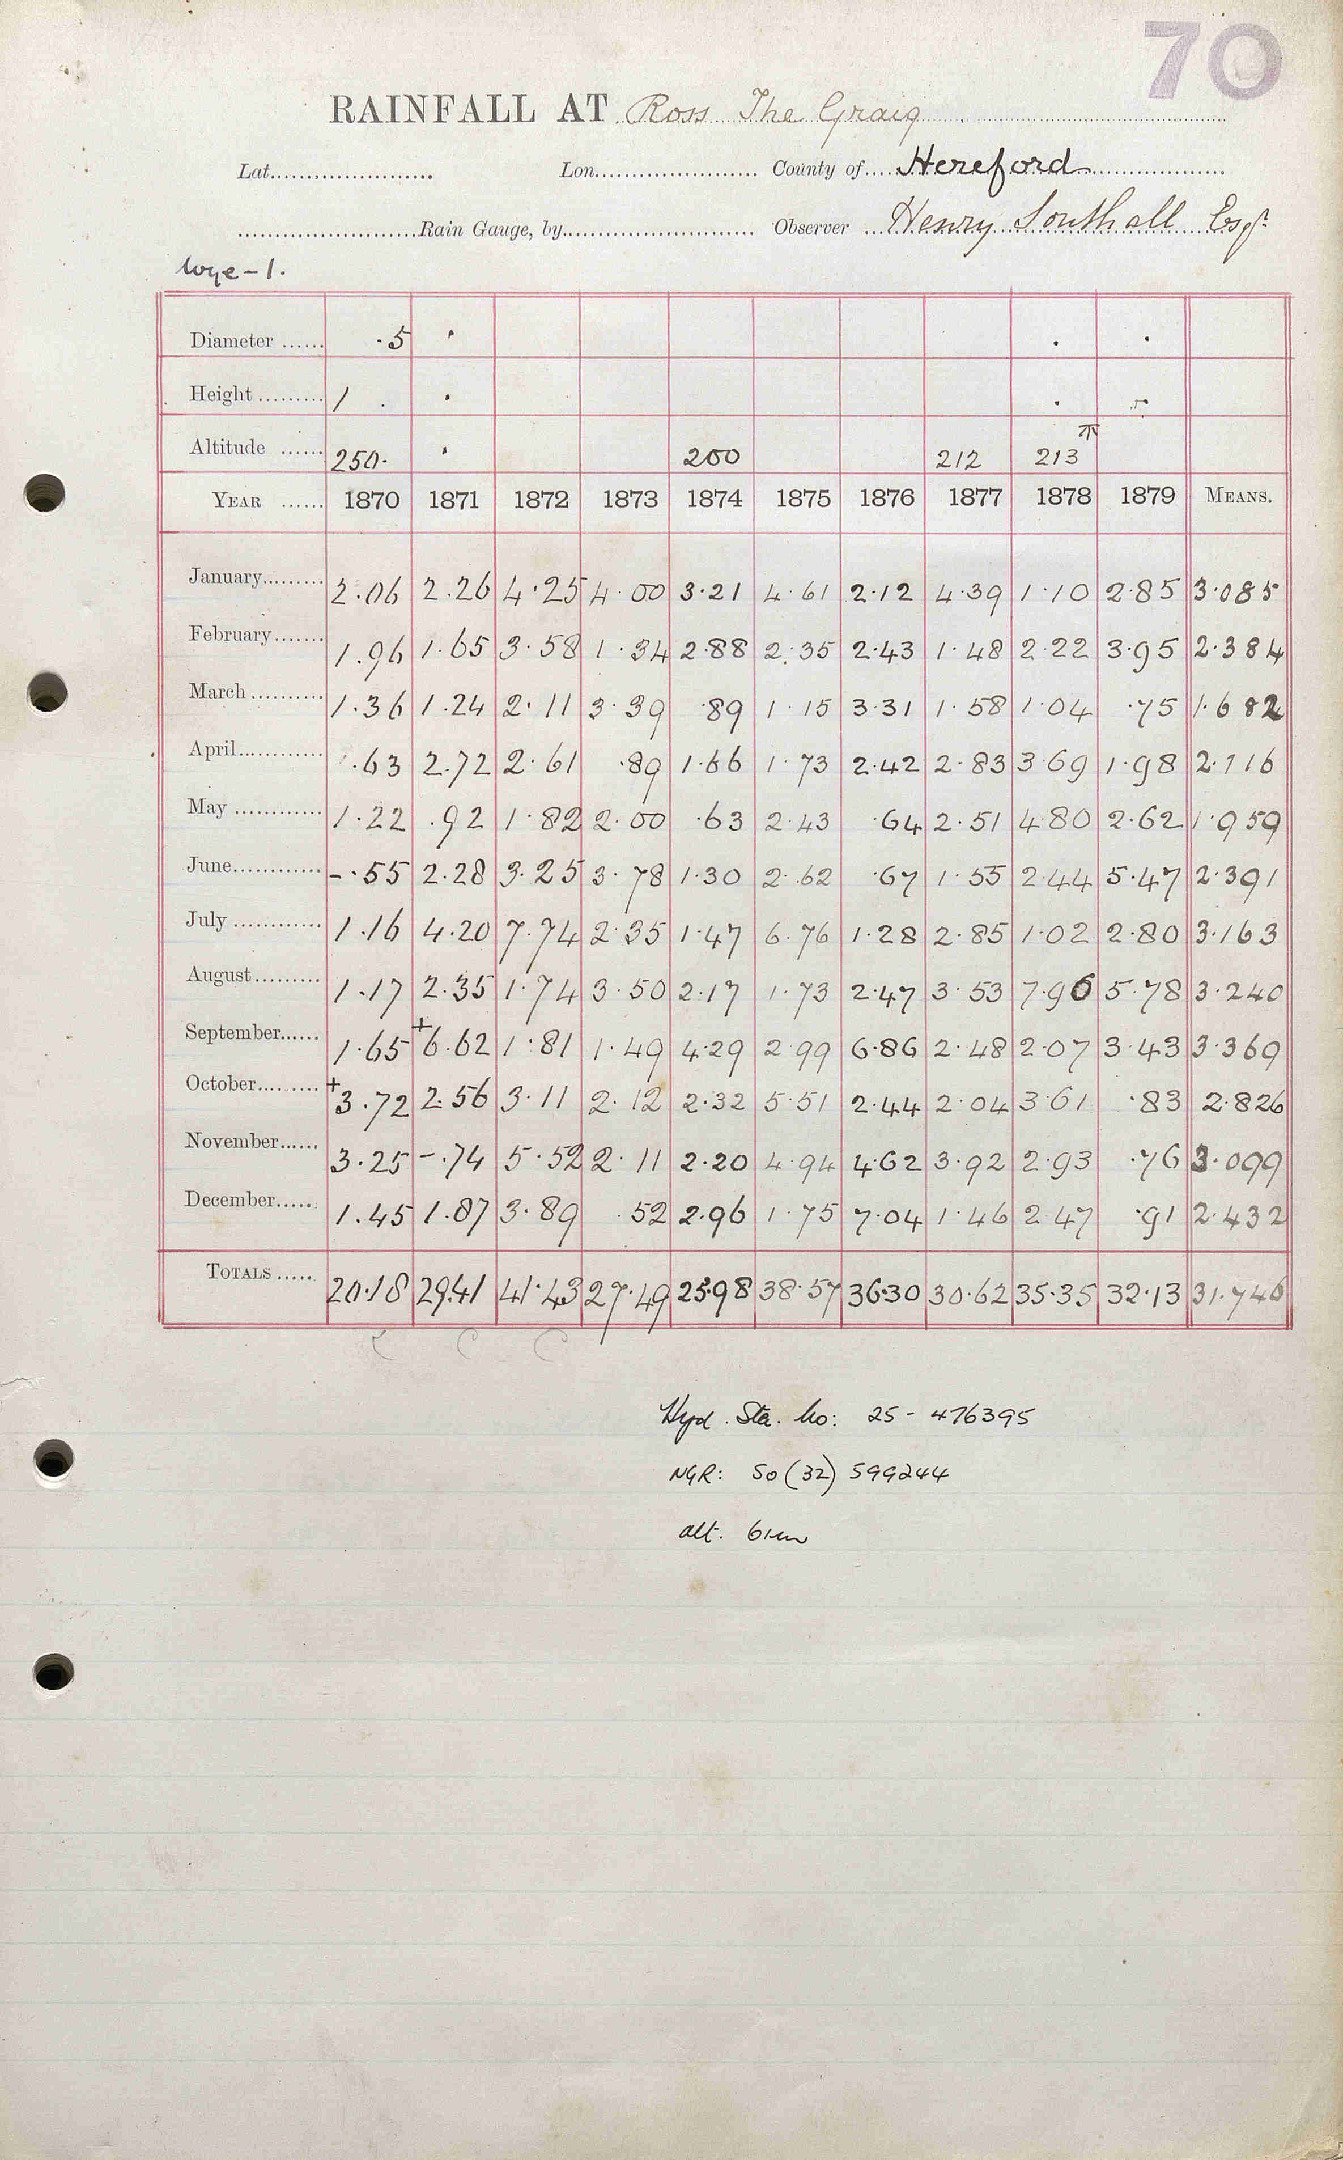 70
RAINFALL AT Ross The Graig
Lat. Lon. County of Hereford
Rain Gauge, by Observer Henry Southall Esqr.
Wye-1.
Diameter ...... .5
Height ......... 1
Altitude ...... 250. 200 212 213
YEAR ...... 1870 1871 1872 1873 1874 1875 1876 1877 1878 1879 MEANS.
January......... 2.06 2.26 4.25 4.00 3.21 4.61 2.12 4.39 1.10 2.85 3.085
February....... 1.96 1.65 3.58 1.34 2.88 2.35 2.43 1.48 2.22 3.95 2.384
March .......... 1.36 1.24 2.11 3.39 .89 1.15 3.31 1.58 1.04 .75 1.682
April............ .63 2.72 2.61 .89 1.66 1.73 2.42 2.83 3.69 1.98 2.116
May ............ 1.22 .92 1.82 2.00 .63 2.43 .64 2.51 4.80 2.62 1.959
June............ -.55 2.28 3.25 3.78 1.30 2.62 .67 1.55 2.44 5.47 2.391
July ............ 1.16 4.20 7.74 2.35 1.47 6.76 1.28 2.85 1.02 2.80 3.163
August......... 1.17 2.35 1.74 3.50 2.17 1.73 2.47 3.53 7.96 5.78 3.240
September...... 1.65 +6.62 1.81 1.49 4.29 2.99 6.86 2.48 2.07 3.43 3.369
October......... +3.72 2.56 3.11 2.12 2.32 5.51 2.44 2.04 3.61 .83 2.826
November...... 3.25 -.74 5.52 2.11 2.20 4.94 4.62 3.92 2.93 .76 3.099
December...... 1.45 1.87 3.89 .52 2.96 1.75 7.04 1.46 2.47 .91 2.432
TOTALS ..... 20.18 29.41 41.43 27.49 25.98 38.57 36.30 30.62 35.35 32.13 31.746
Hyd. Sta. No: 25 - 476395
NGR: SO (32) 599244
alt. 61m